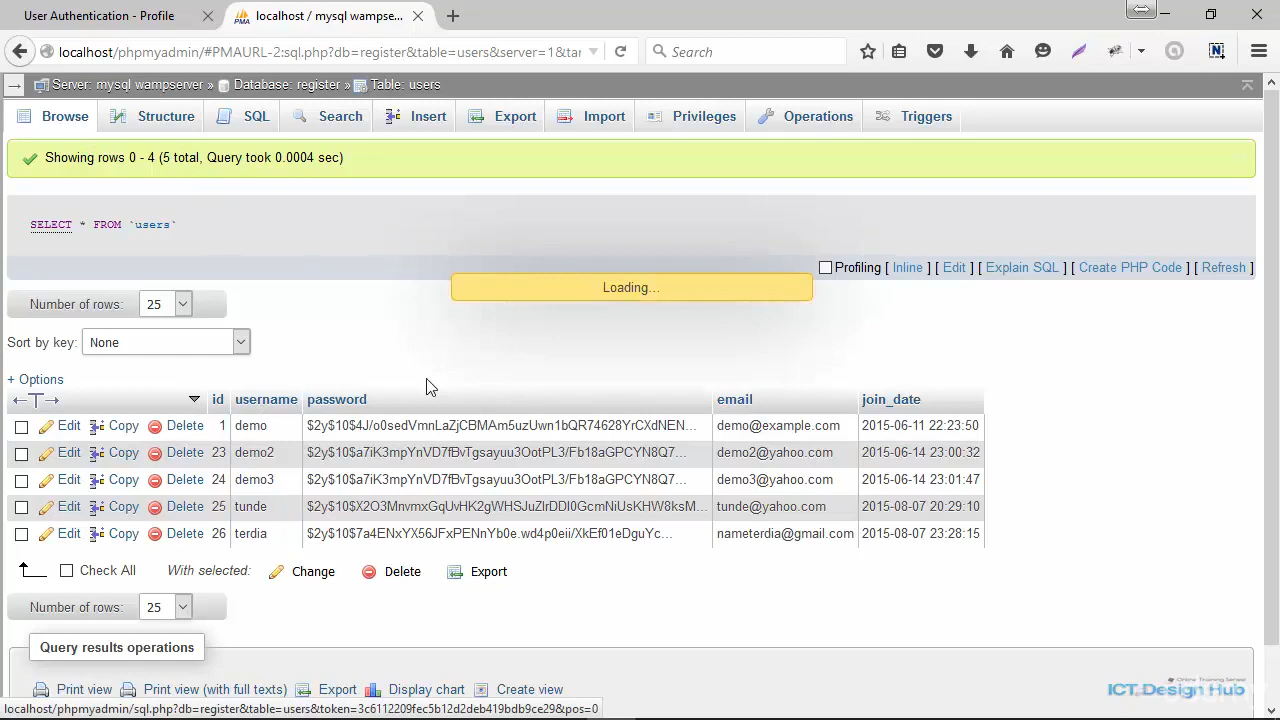 User Authentication - Profile
localhost / mysql wampse...
localhost/phpmyadmin/#PMAURL-2:sql.php?db=register&table=users&server=1&tar
Search
Server: mysql wampserver » Database: register » Table: users
Browse Structure SQL Search Insert Export Import Privileges Operations Triggers
Showing rows 0 - 4 (5 total, Query took 0.0004 sec)
SELECT * FROM `users`
Profiling [ Inline ] [ Edit ] [ Explain SQL ] [ Create PHP Code ] [ Refresh ]
Loading...
Number of rows: 25
Sort by key: None
+ Options
id username password email join_date
Edit Copy Delete 1 demo $2y$10$4J/o0sedVmnLaZjCBMAm5uzUwn1bQR74628YrCXdNEN... demo@example.com 2015-06-11 22:23:50
Edit Copy Delete 23 demo2 $2y$10$a7iK3mpYnVD7fBvTgsayuu3OotPL3/Fb18aGPCYN8Q7... demo2@yahoo.com 2015-06-14 23:00:32
Edit Copy Delete 24 demo3 $2y$10$a7iK3mpYnVD7fBvTgsayuu3OotPL3/Fb18aGPCYN8Q7... demo3@yahoo.com 2015-06-14 23:01:47
Edit Copy Delete 25 tunde $2y$10$X2O3MnvmxGqUvHK2gWHSJuZlrDDI0GcmNiUsKHW8ksM... tunde@yahoo.com 2015-08-07 20:29:10
Edit Copy Delete 26 terdia $2y$10$7a4ENxYX56JFxPENnYb0e.wd4p0eii/XkEf01eDguYc... nameterdia@gmail.com 2015-08-07 23:28:15
Check All With selected: Change Delete Export
Number of rows: 25
Query results operations
Print view Print view (with full texts) Export Display chart Create view
Online Training Series!
ICT.Design Hub
localhost/phpmyadmin/sql.php?db=register&table=users&token=3c6112209fec3b12d2deb419bdb9ce29&pos=0